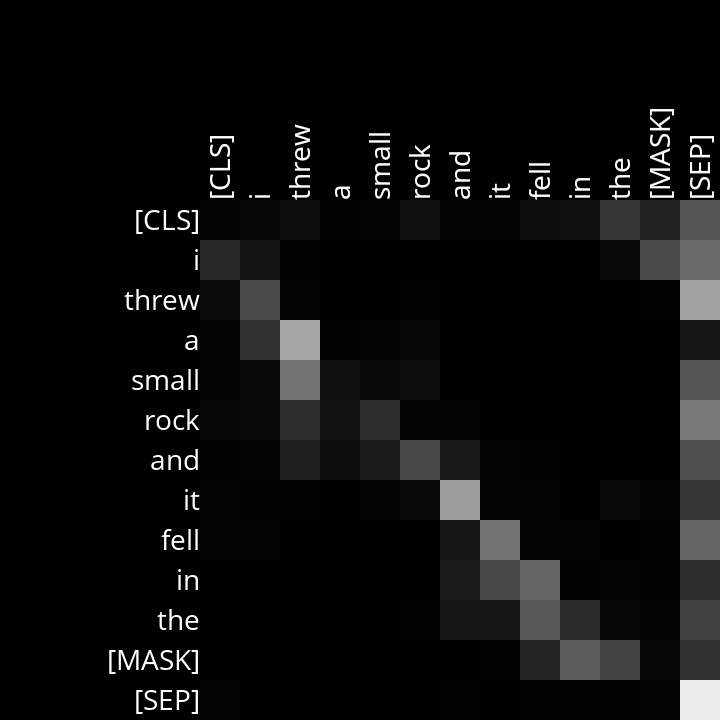 [CLS] i threw a small rock and it fell in the [MASK] [SEP]
[CLS]
i
threw
a
small
rock
and
it
fell
in
the
[MASK]
[SEP]